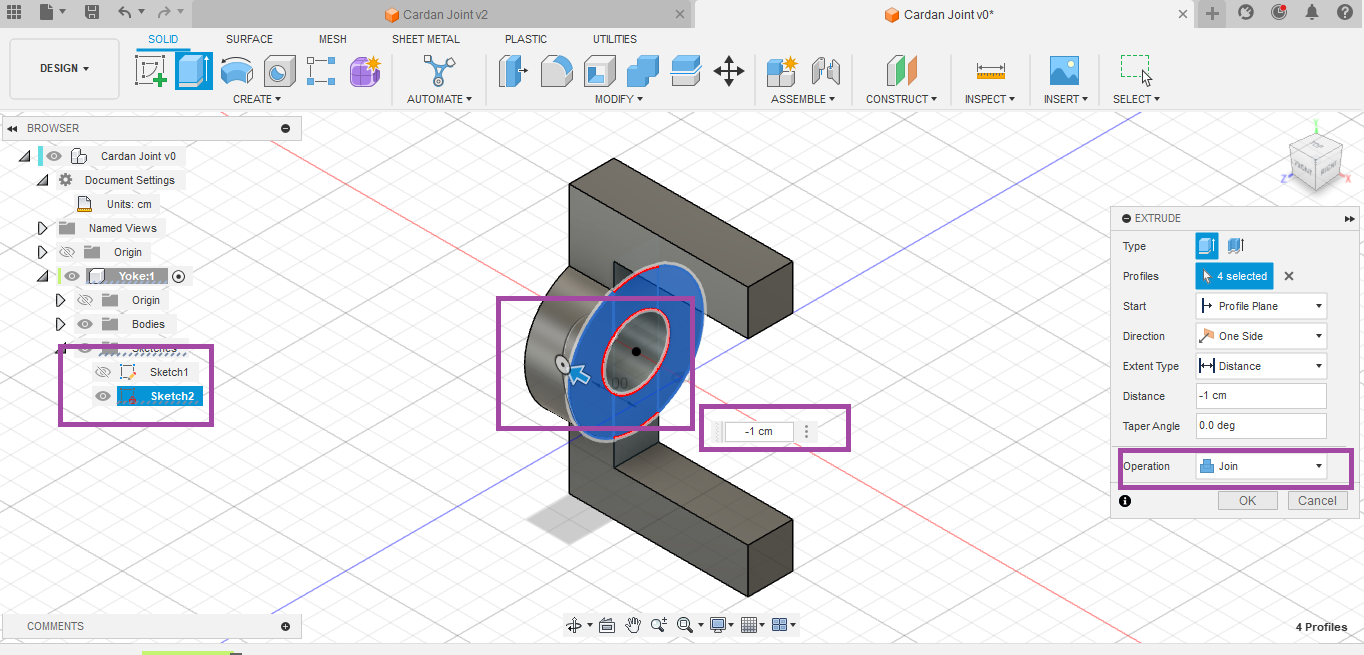 Cardan Joint v2
Cardan Joint v0*
DESIGN
SOLID
SURFACE
MESH
SHEET METAL
PLASTIC
UTILITIES
CREATE
AUTOMATE
MODIFY
ASSEMBLE
CONSTRUCT
INSPECT
INSERT
SELECT
BROWSER
Cardan Joint v0
Document Settings
Units: cm
Named Views
Origin
Yoke:1
Origin
Bodies
Sketches
Sketch1
Sketch2
-1 cm
Y
TOP
FRONT
RIGHT
Z
X
EXTRUDE
Type
Profiles
4 selected
Start
Profile Plane
Direction
One Side
Extent Type
Distance
Distance
-1 cm
Taper Angle
0.0 deg
Operation
Join
OK
Cancel
COMMENTS
4 Profiles